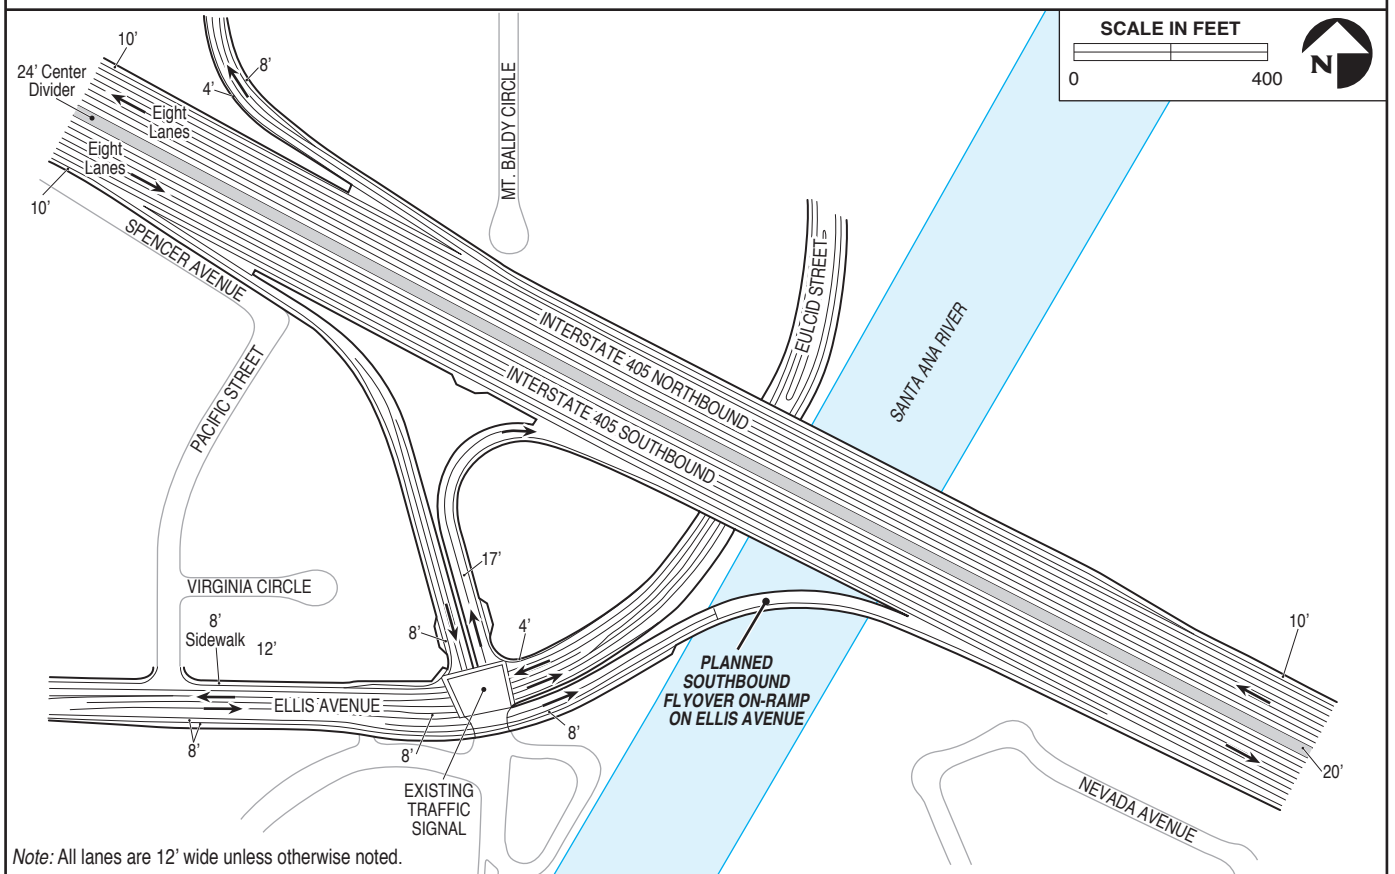 SCALE IN FEET
0
400
N
10'
24' Center
Divider
8'
4'
Eight
Lanes
Eight
Lanes
10'
MT. BALDY CIRCLE
SPENCER AVENUE
PACIFIC STREET
EULCID STREET
SANTA ANA RIVER
INTERSTATE 405 NORTHBOUND
INTERSTATE 405 SOUTHBOUND
17'
VIRGINIA CIRCLE
8'
Sidewalk
12'
8'
4'
10'
PLANNED
SOUTHBOUND
FLYOVER ON-RAMP
ON ELLIS AVENUE
ELLIS AVENUE
8'
8'
8'
EXISTING
TRAFFIC
SIGNAL
20'
NEVADA AVENUE
Note: All lanes are 12' wide unless otherwise noted.